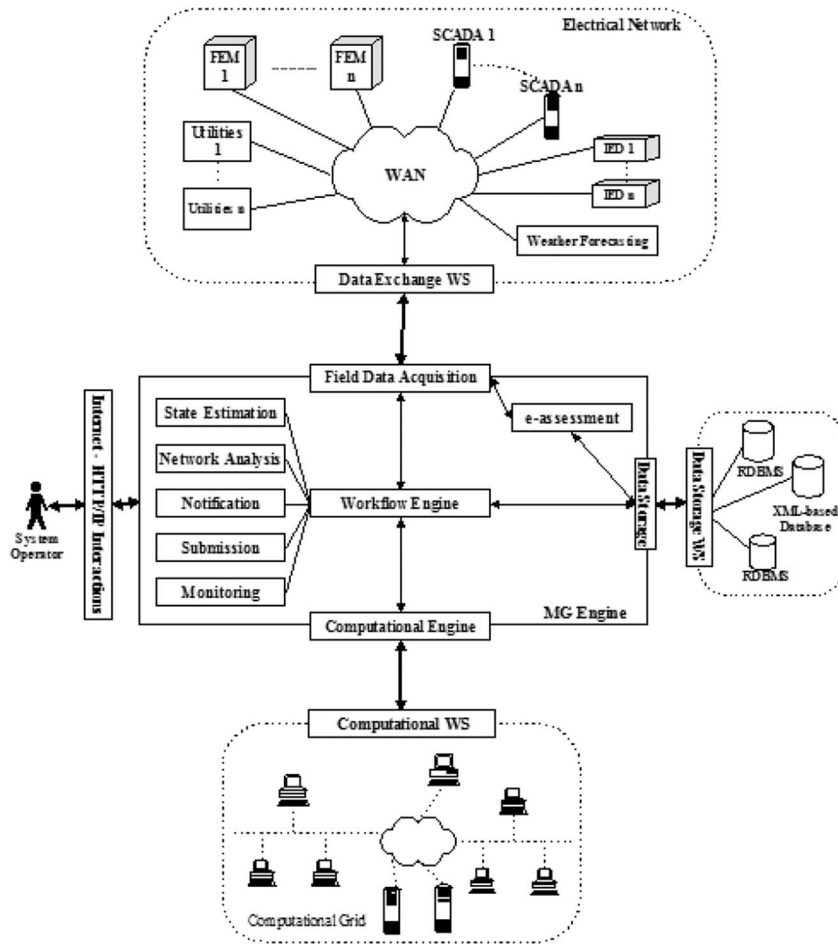 Electrical Network
FEM
1
FEM
n
SCADA 1
SCADA n
Utilities
1
WAN
IED 1
Utilities n
IED n
Weather Forecasting
Data Exchange WS
Field Data Acquisition
State Estimation
e-assessment
Network Analysis
Notification
Workflow Engine
Submission
Monitoring
Computational Engine
MG Engine
Internet - HTTP/IP Interactions
System
Operator
Data Storage
Data Storage WS
RDBMS
XML-based
Database
RDBMS
Computational WS
Computational Grid